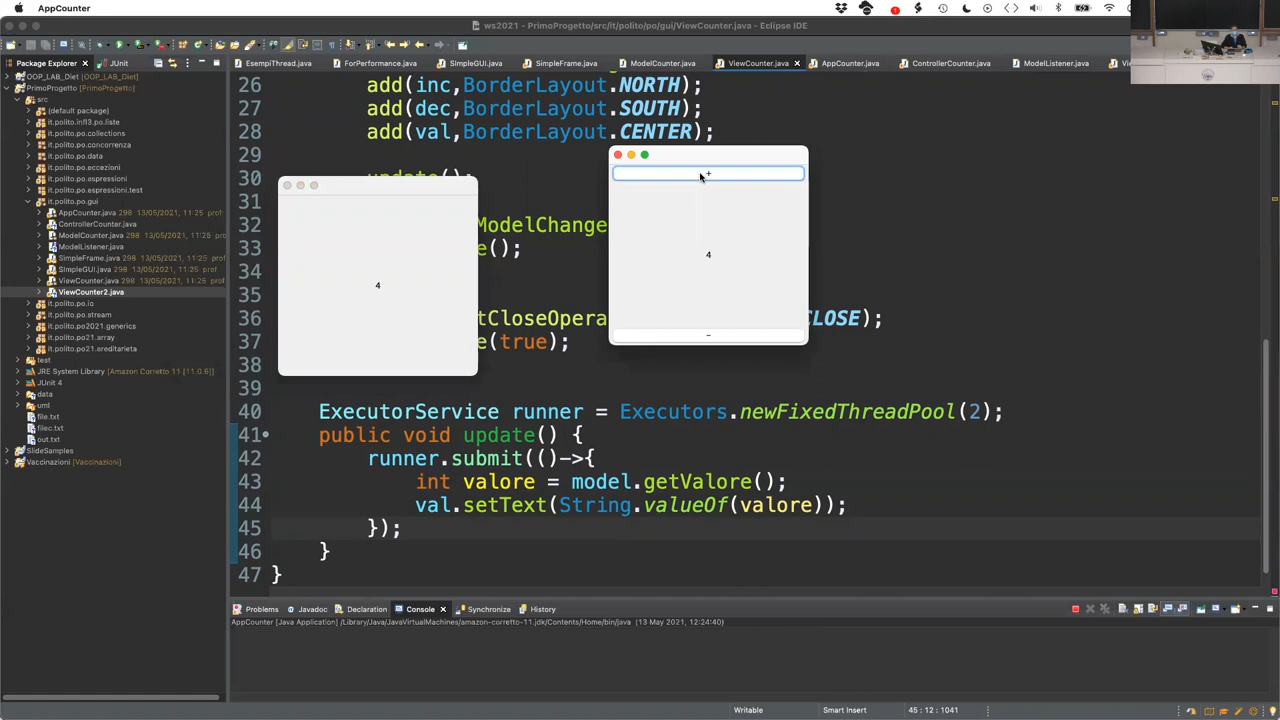 AppCounter
ws2021 - PrimoProgetto/src/it/polito/po/gui/ViewCounter.java - Eclipse IDE
Package Explorer
JUnit
EsempiThread.java
ForPerformance.java
SImpleGUI.java
SimpleFrame.java
ModelCounter.java
ViewCounter.java
AppCounter.java
ControllerCounter.java
ModelListener.java
OOP_LAB_Diet [OOP_LAB_Diet]
PrimoProgetto [PrimoProgetto]
src
(default package)
it.polito.inf13.po.liste
it.polito.po.collections
it.polito.po.concorrenza
it.polito.po.data
it.polito.po.eccezioni
it.polito.po.espressioni
it.polito.po.espressioni.test
it.polito.po.gui
AppCounter.java 298 13/05/2021, 11:25 prof
ControllerCounter.java
ModelCounter.java 298 13/05/2021, 11:25 pr
ModelListener.java
SimpleFrame.java 298 13/05/2021, 11:25 pro
SImpleGUI.java 298 13/05/2021, 11:25 prof
ViewCounter.java 298 13/05/2021, 11:25 prof
ViewCounter2.java
it.polito.po.io
it.polito.po.stream
it.polito.po2021.generics
it.polito.po21.array
it.polito.po21.ereditarieta
test
JRE System Library [Amazon Corretto 11 [11.0.6]]
JUnit 4
data
uml
file.txt
filec.txt
out.txt
SlideSamples
Vaccinazioni [Vaccinazioni]
26 add(inc,BorderLayout.NORTH);
27 add(dec,BorderLayout.SOUTH);
28 add(val,BorderLayout.CENTER);
29
30 update();
31
32 ModelChange
33 e();
34
35
36 tCloseOpera CLOSE);
37 e(true);
38
39
40 ExecutorService runner = Executors.newFixedThreadPool(2);
41 public void update() {
42 runner.submit(()->{
43 int valore = model.getValore();
44 val.setText(String.valueOf(valore));
45 });
46 }
47 }
4
+
4
-
Problems
Javadoc
Declaration
Console
Synchronize
History
AppCounter [Java Application] /Library/Java/JavaVirtualMachines/amazon-corretto-11.jdk/Contents/Home/bin/java (13 May 2021, 12:24:40)
Writable
Smart Insert
45 : 12 : 1041